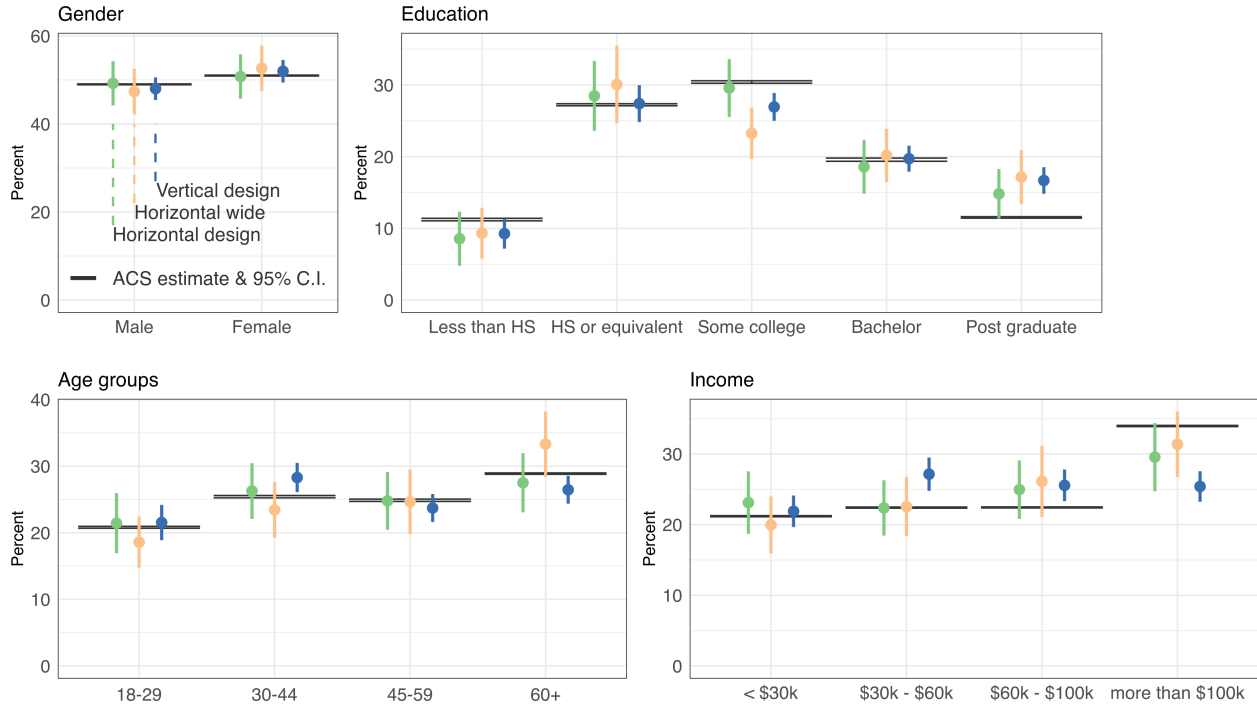 Gender
Percent
60
40
20
0
Vertical design
Horizontal wide
Horizontal design
ACS estimate & 95% C.I.
Male Female
Education
Percent
30
20
10
0
Less than HS HS or equivalent Some college Bachelor Post graduate
Age groups
Percent
40
30
20
10
0
18-29 30-44 45-59 60+
Income
Percent
30
20
10
0
< $30k $30k - $60k $60k - $100k more than $100k